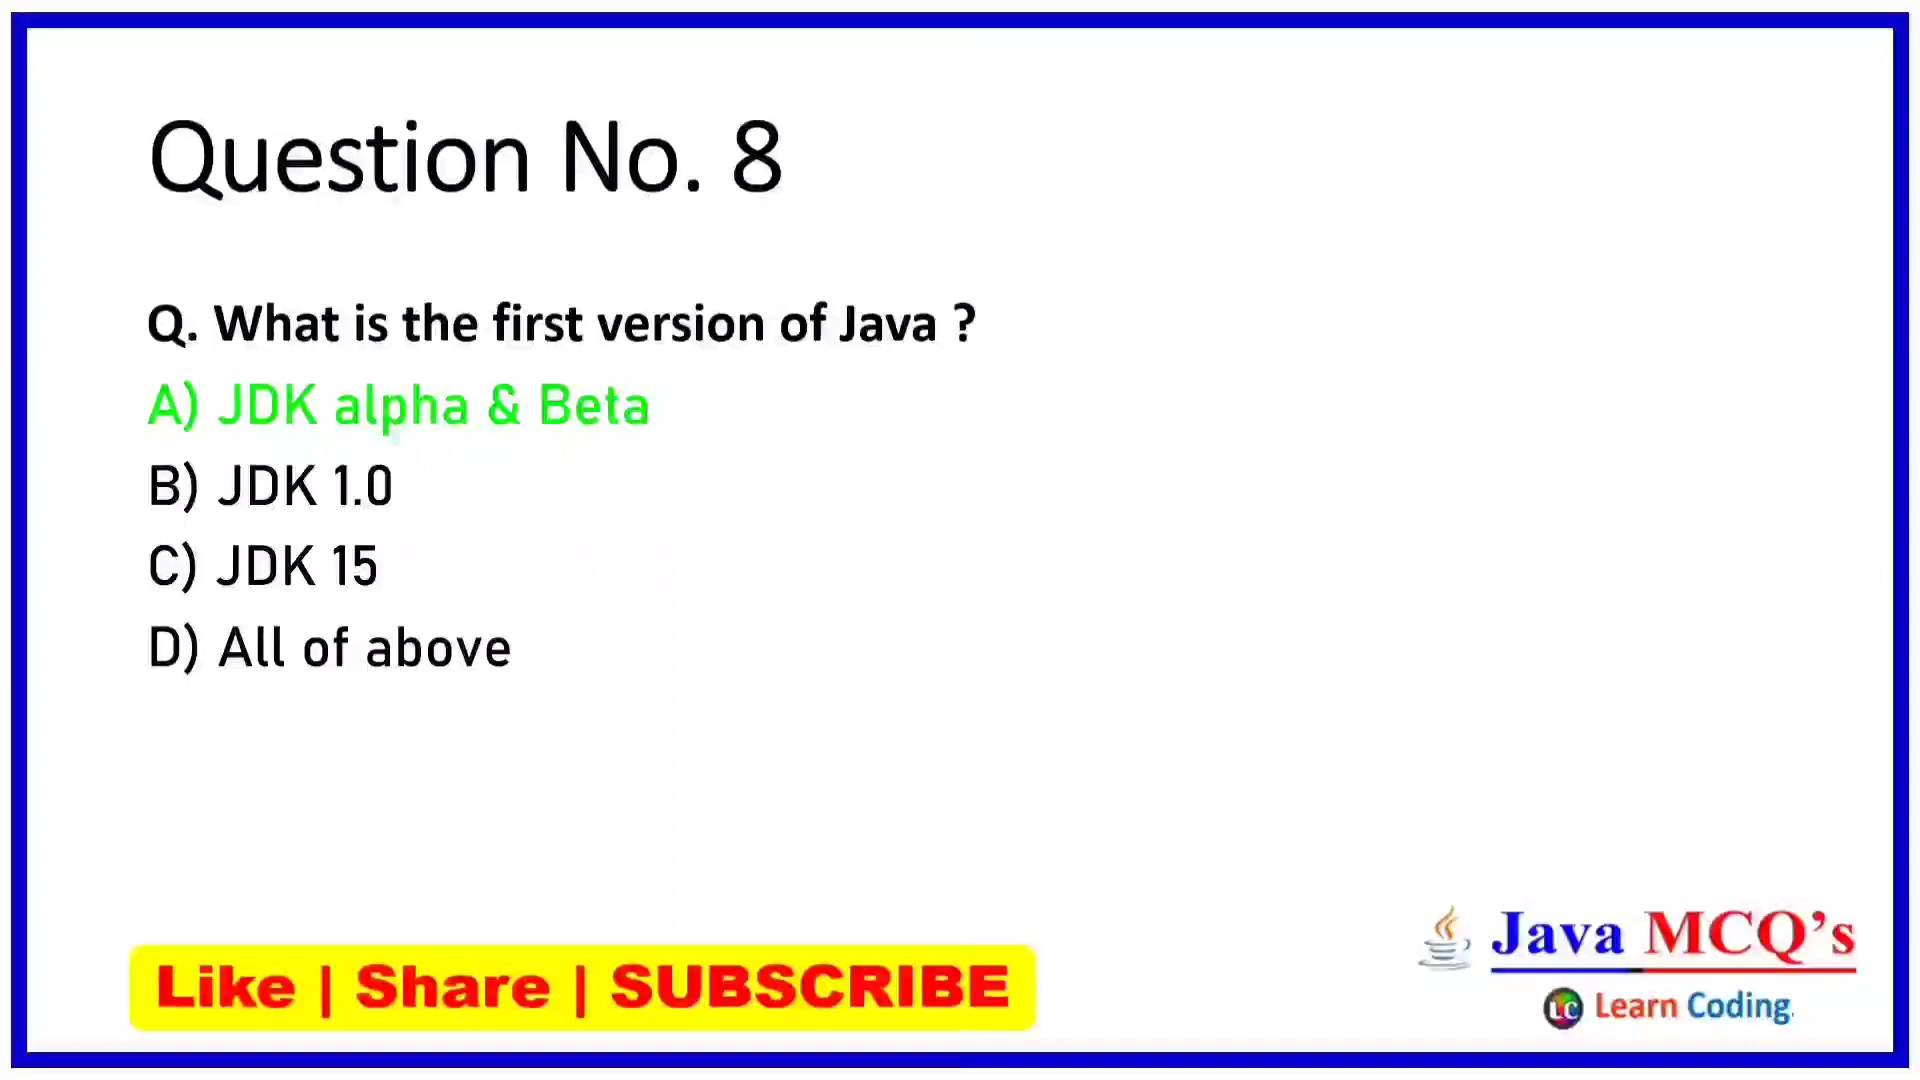 Question No. 8
Q. What is the first version of Java ?
A) JDK alpha & Beta
B) JDK 1.0
C) JDK 15
D) All of above
Like | Share | SUBSCRIBE
Java MCQ's
LC Learn Coding